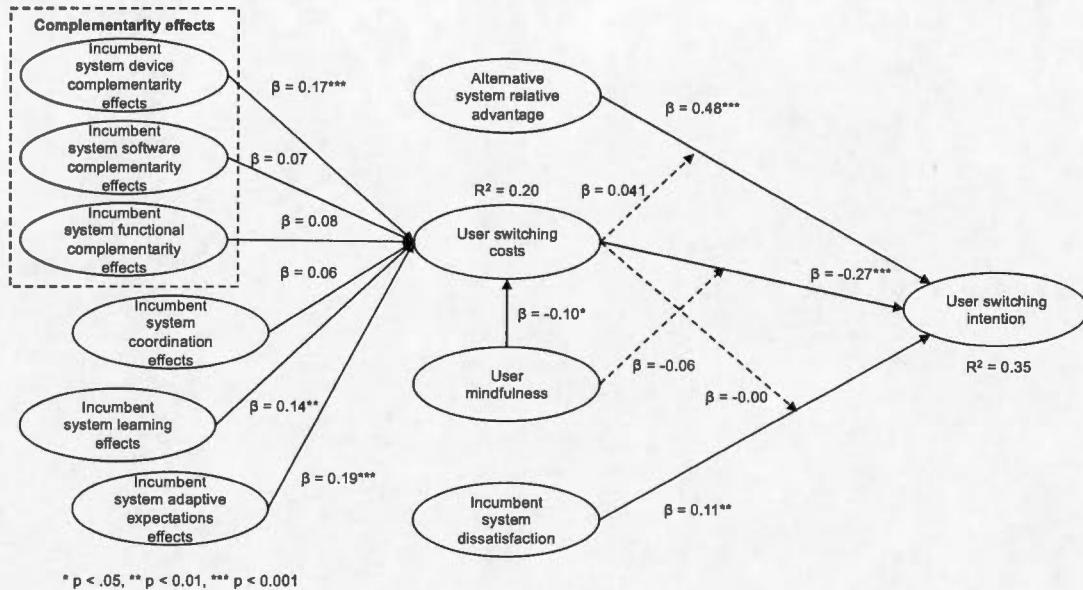 Complementarity effects
Incumbent
system device
complementarity
effects
β = 0.17***
Incumbent
system software
complementarity
effects
β = 0.07
Incumbent
system functional
complementarity
effects
β = 0.08
β = 0.06
Incumbent
system
coordination
effects
Incumbent
system learning
effects
β = 0.14**
Incumbent
system adaptive
expectations
effects
β = 0.19***
Alternative
system relative
advantage
β = 0.48***
R² = 0.20
β = 0.041
User switching
costs
β = -0.27***
β = -0.10*
User
mindfulness
β = -0.06
β = -0.00
User switching
intention
R² = 0.35
Incumbent
system
dissatisfaction
β = 0.11**
* p < .05, ** p < 0.01, *** p < 0.001